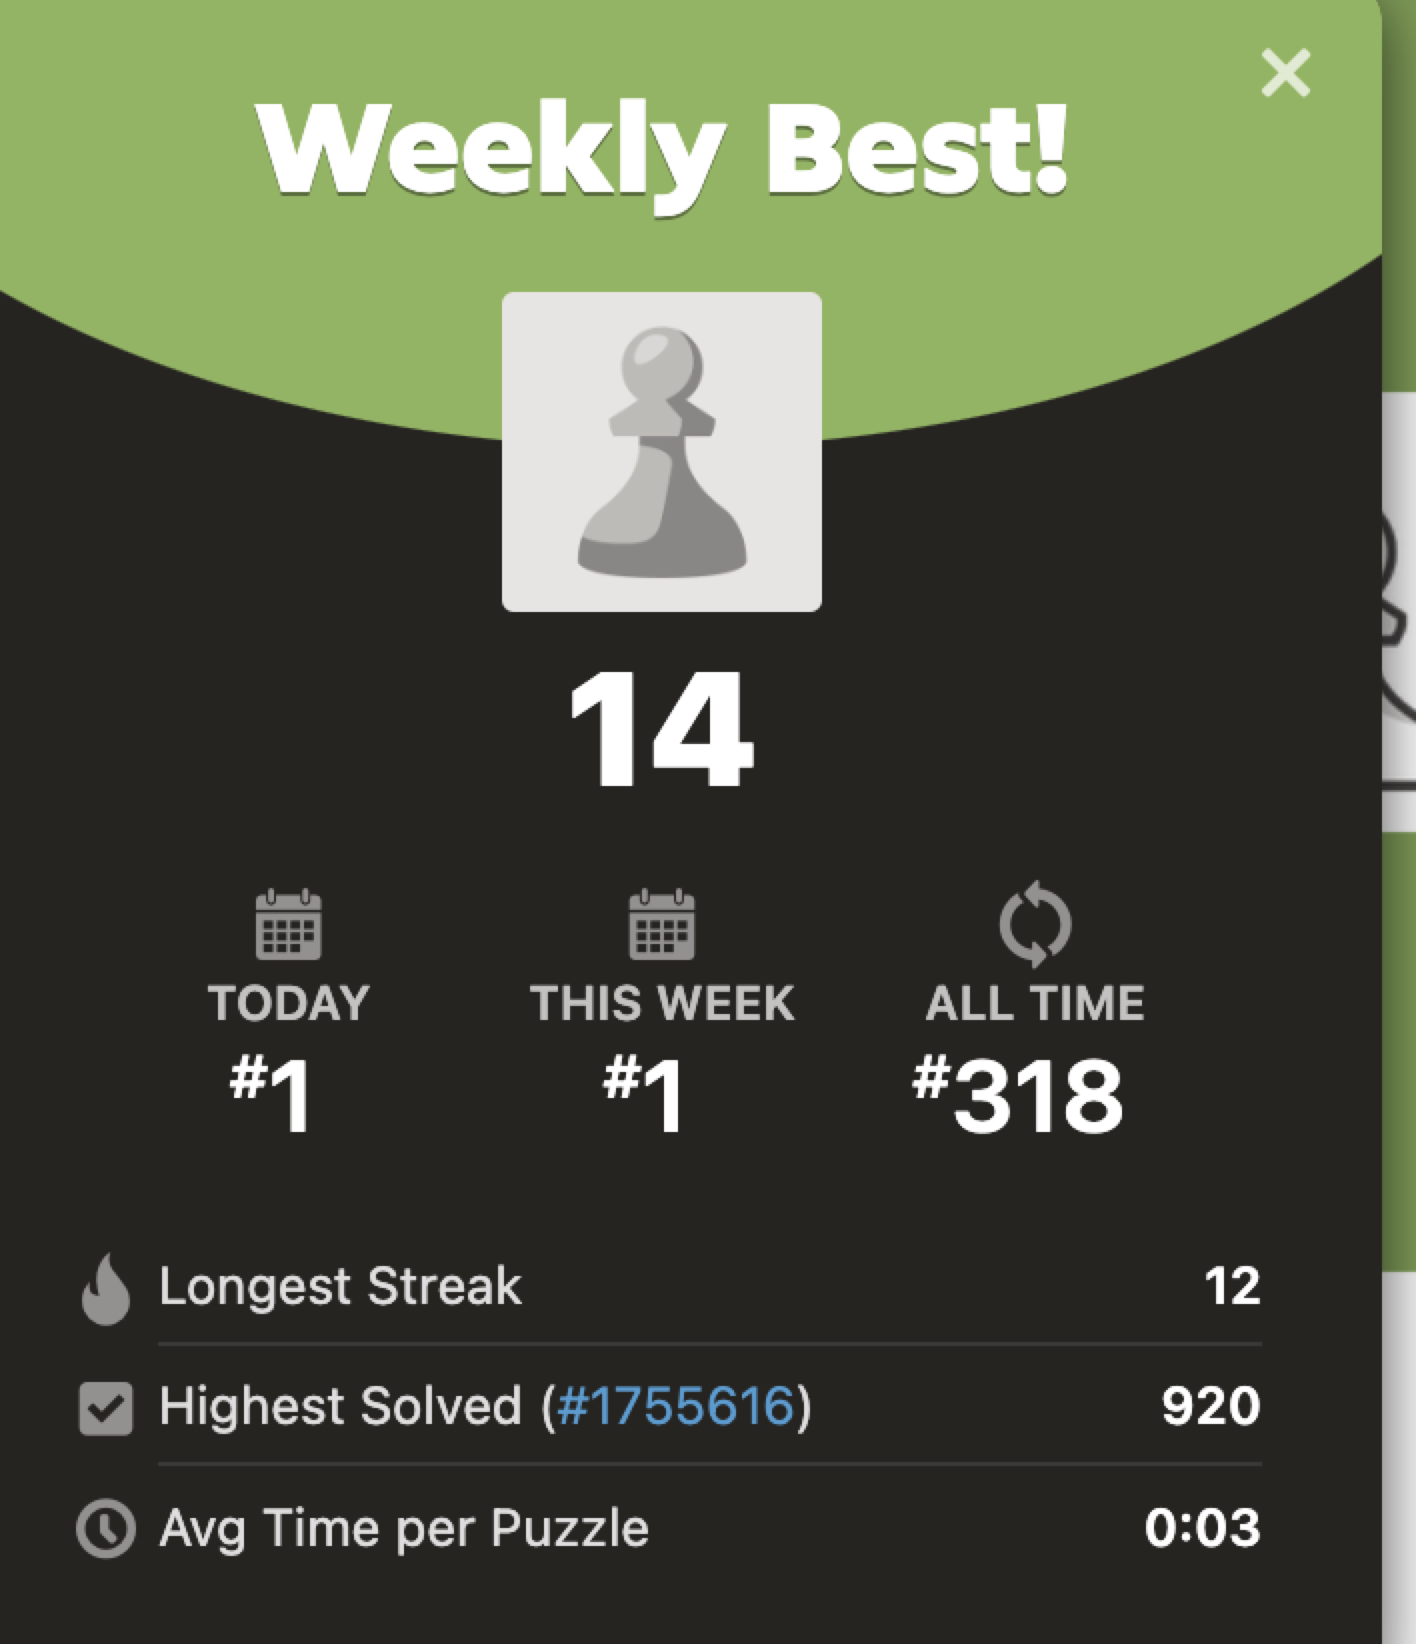 Weekly Best!
14
TODAY THIS WEEK ALL TIME
#1 #1 #318
Longest Streak 12
Highest Solved (#1755616) 920
Avg Time per Puzzle 0:03